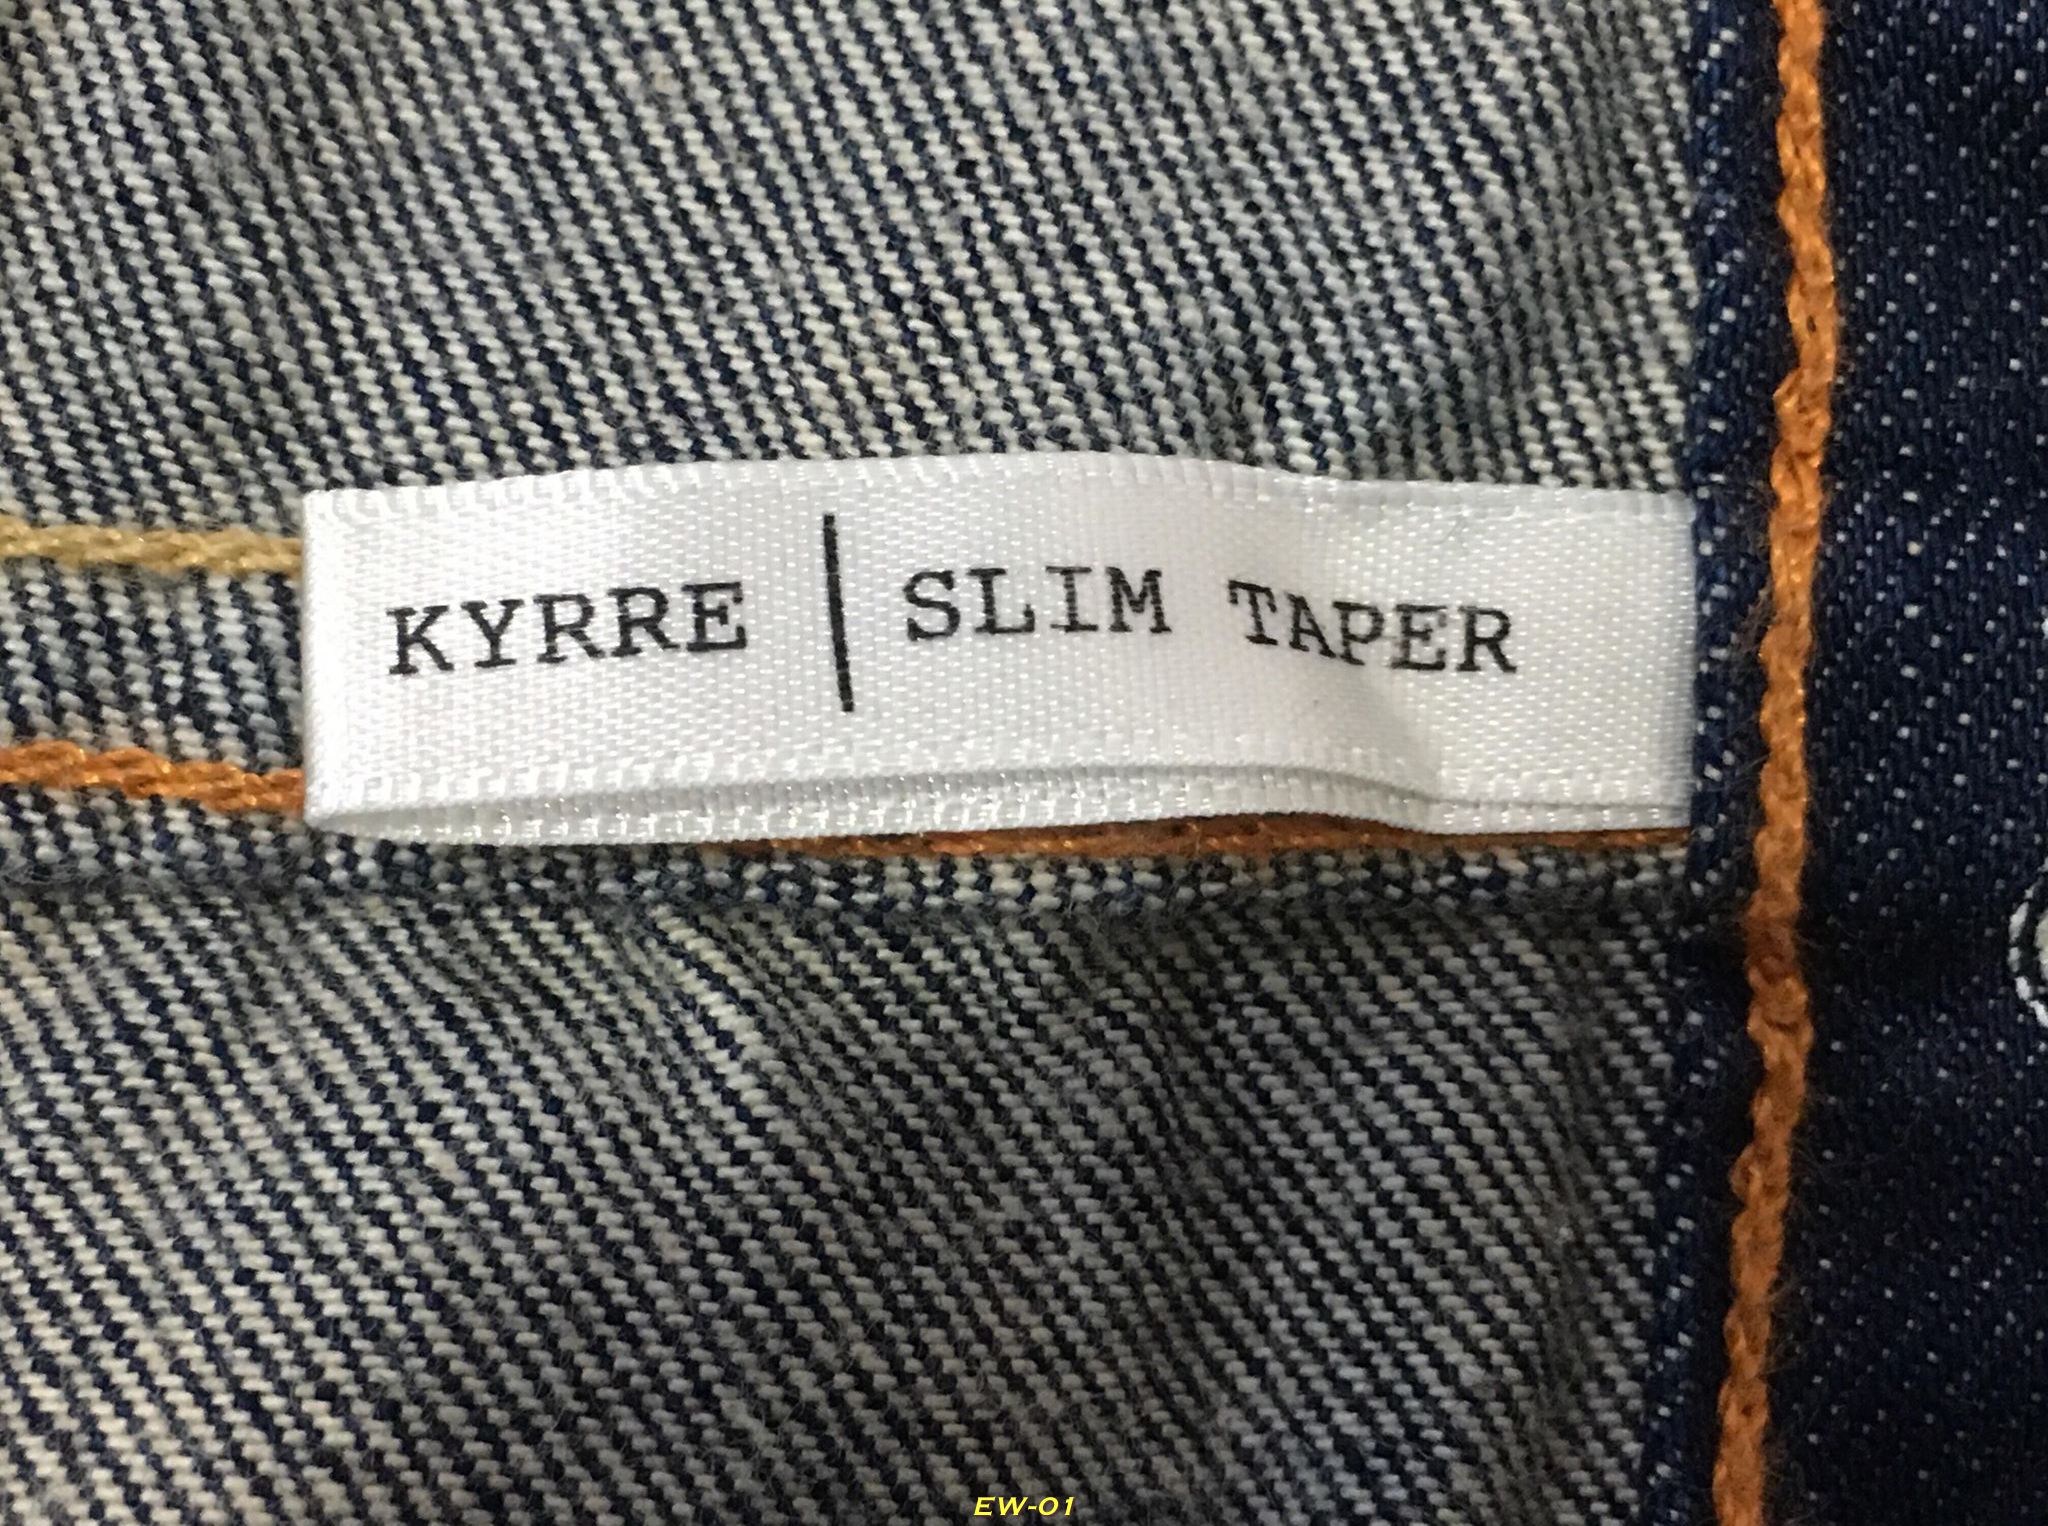 KYRRE | SLIM TAPER
EW-01